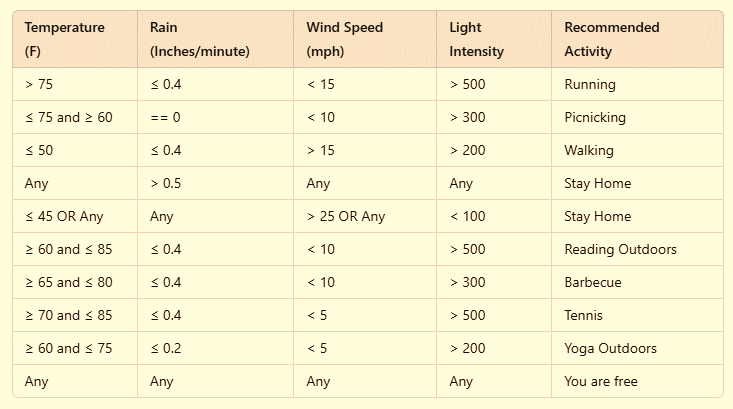 Temperature (F) Rain (Inches/minute) Wind Speed (mph) Light Intensity Recommended Activity
> 75 ≤ 0.4 < 15 > 500 Running
≤ 75 and ≥ 60 == 0 < 10 > 300 Picnicking
≤ 50 ≤ 0.4 > 15 > 200 Walking
Any > 0.5 Any Any Stay Home
≤ 45 OR Any Any > 25 OR Any < 100 Stay Home
≥ 60 and ≤ 85 ≤ 0.4 < 10 > 500 Reading Outdoors
≥ 65 and ≤ 80 ≤ 0.4 < 10 > 300 Barbecue
≥ 70 and ≤ 85 ≤ 0.4 < 5 > 500 Tennis
≥ 60 and ≤ 75 ≤ 0.2 < 5 > 200 Yoga Outdoors
Any Any Any Any You are free